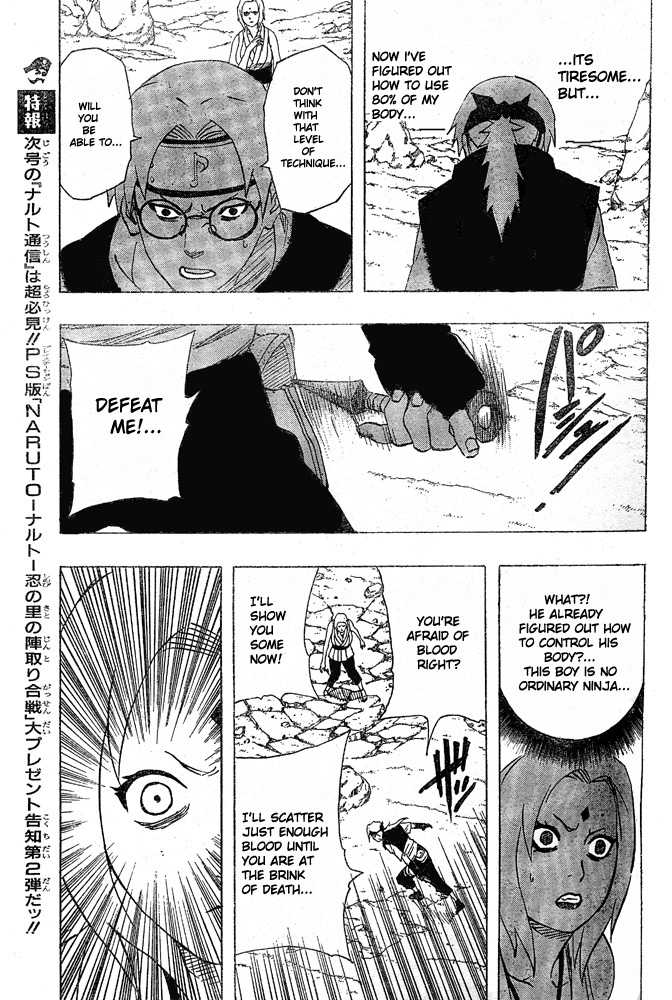 ...ITS
TIRESOME...
BUT...
NOW I'VE
FIGURED OUT
HOW TO USE
80% OF MY
BODY...
DON'T
THINK
WITH
THAT
LEVEL OF
TECHNIQUE...
WILL
YOU
BE
ABLE TO...
DEFEAT
ME!...
WHAT?!
HE ALREADY
FIGURED OUT HOW
TO CONTROL HIS
BODY?...
THIS BOY IS NO
ORDINARY NINJA...
YOU'RE
AFRAID OF
BLOOD
RIGHT?
I'LL
SHOW
YOU
SOME
NOW!
I'LL SCATTER
JUST ENOUGH
BLOOD UNTIL
YOU ARE AT
THE BRINK
OF DEATH...
特報
次号の『ナルト通信』は超必見!!PS版『NARUTO-ナルト-忍の里の陣取り合戦』大プレゼント告知第2弾だッ!!